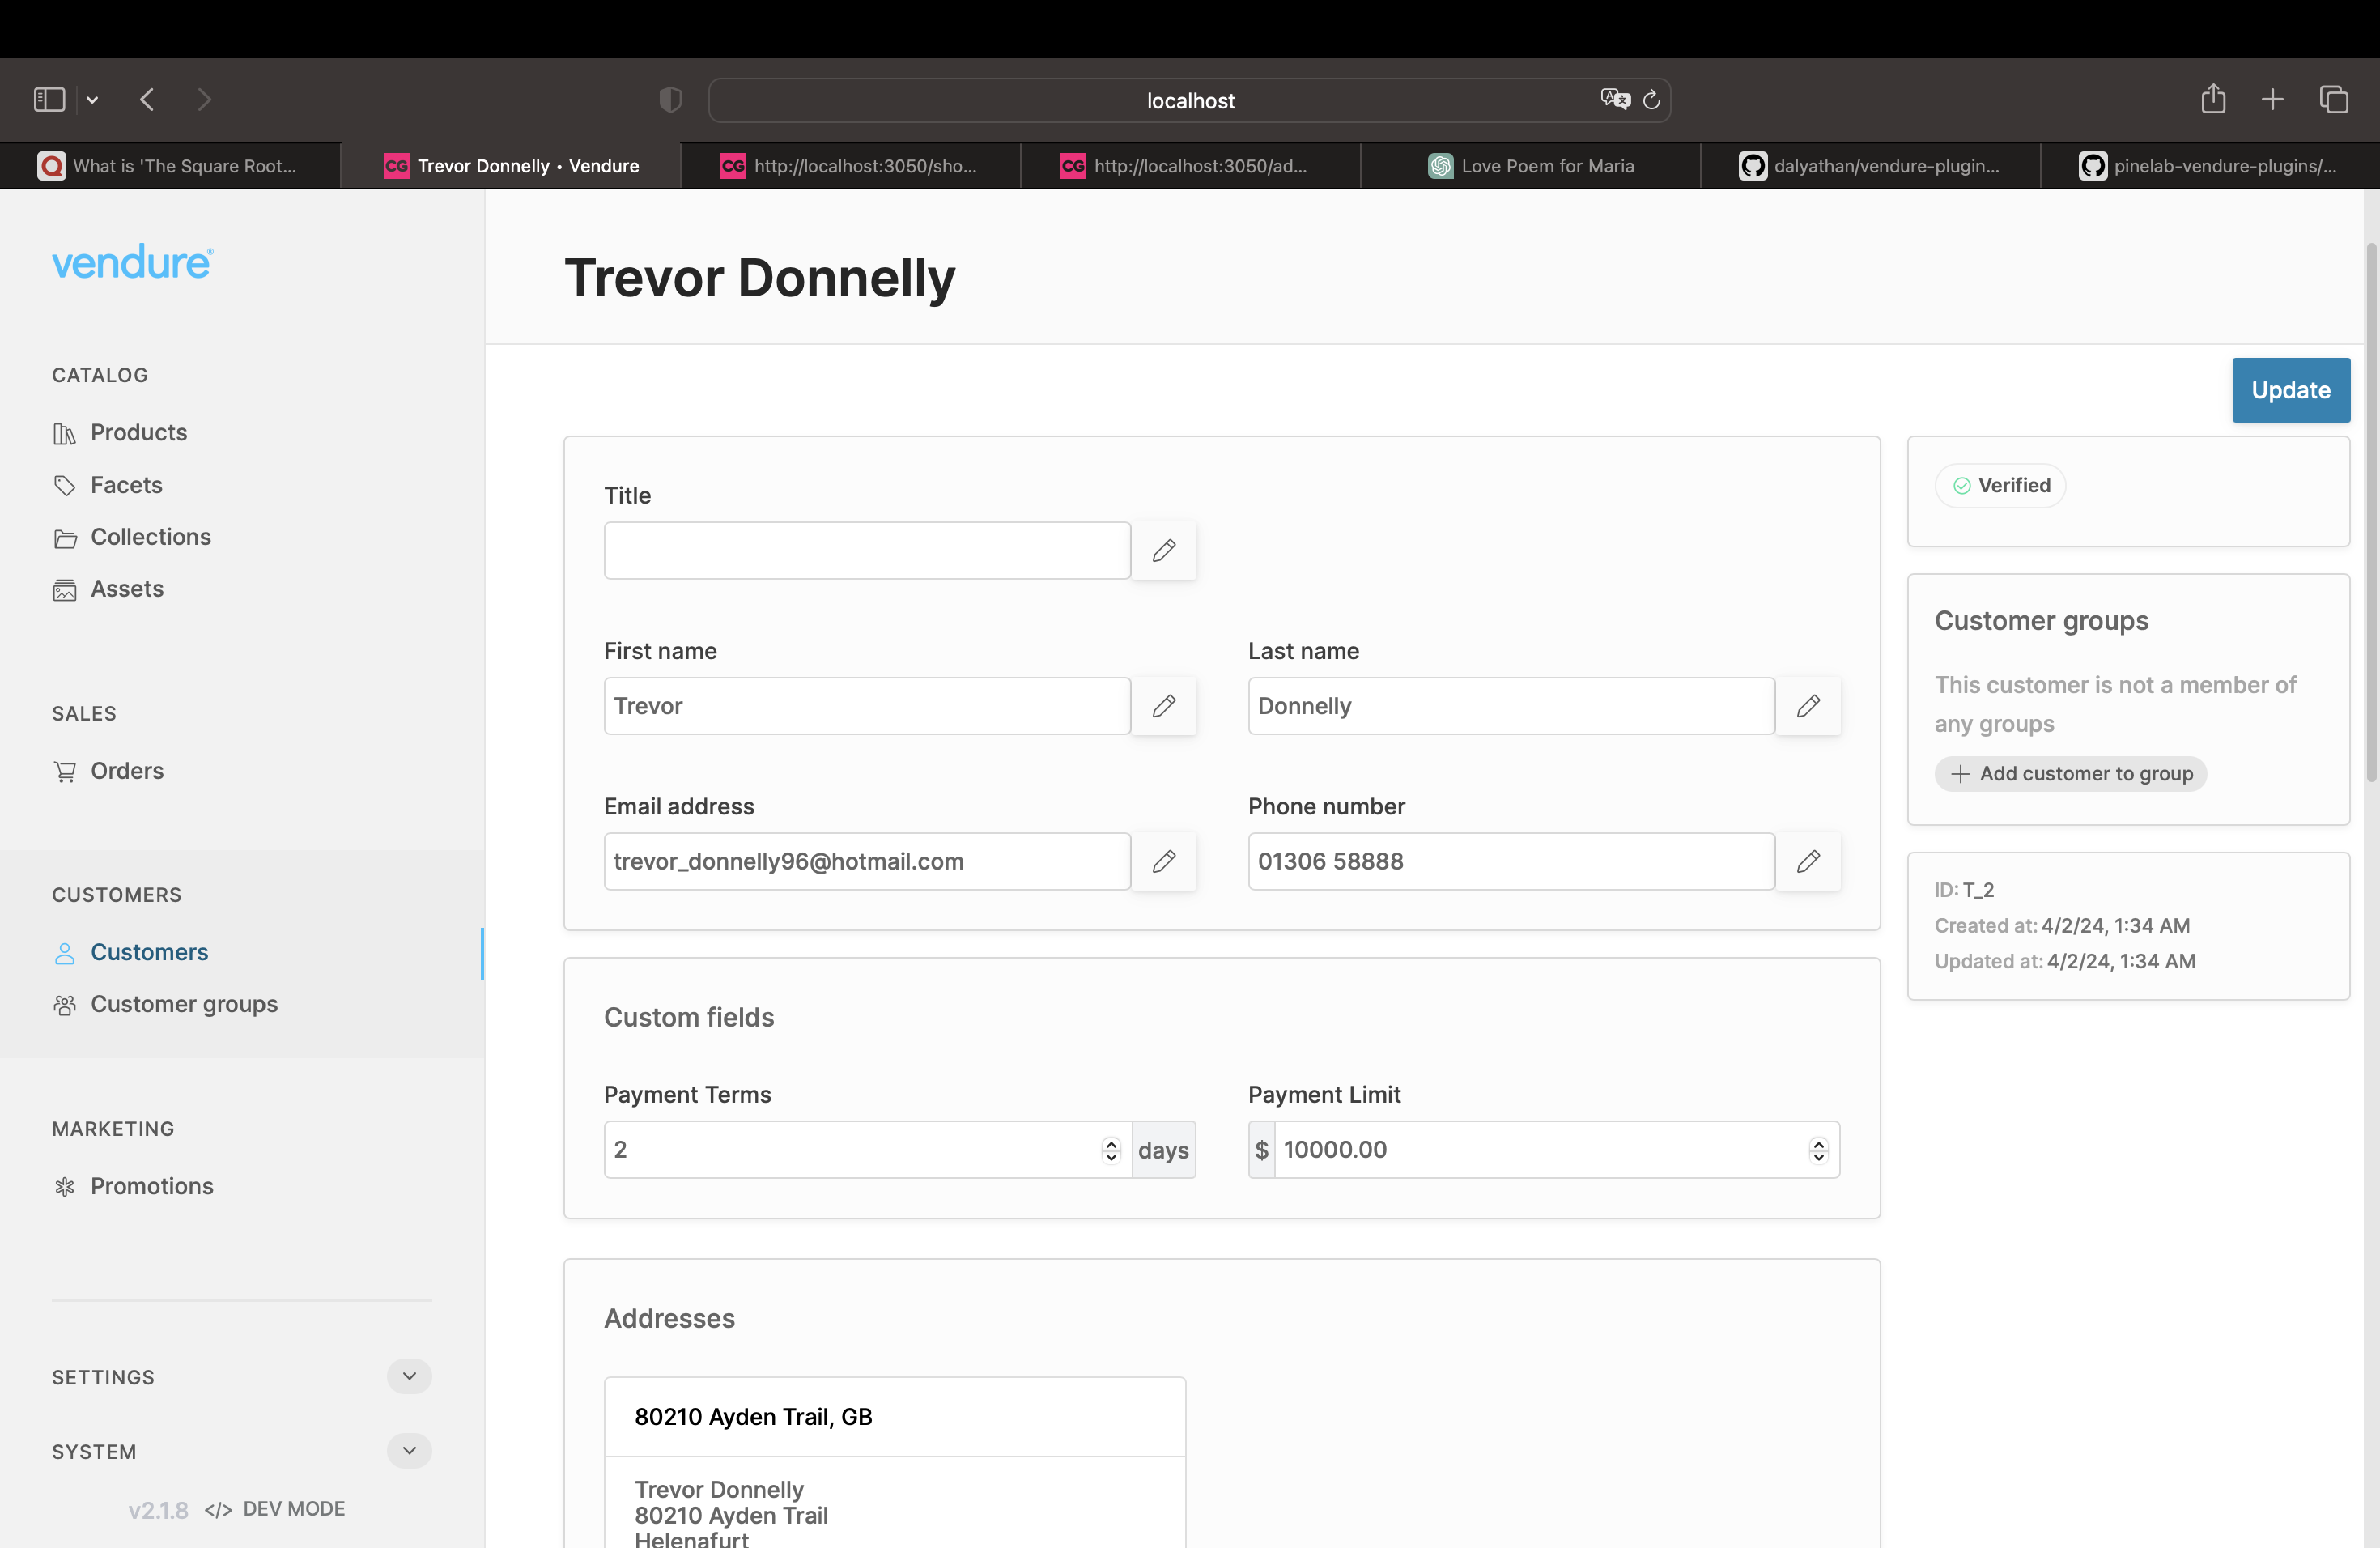 localhost
What is 'The Square Root...
CG Trevor Donnelly • Vendure
CG http://localhost:3050/sho...
CG http://localhost:3050/ad...
Love Poem for Maria
dalyathan/vendure-plugin...
pinelab-vendure-plugins/...
vendure®
CATALOG
Products
Facets
Collections
Assets
SALES
Orders
CUSTOMERS
Customers
Customer groups
MARKETING
Promotions
SETTINGS
SYSTEM
v2.1.8 </> DEV MODE
Trevor Donnelly
Update
Title
First name
Trevor
Last name
Donnelly
Email address
trevor_donnelly96@hotmail.com
Phone number
01306 58888
Custom fields
Payment Terms
2 days
Payment Limit
$ 10000.00
Addresses
80210 Ayden Trail, GB
Trevor Donnelly
80210 Ayden Trail
Helenafurt
Verified
Customer groups
This customer is not a member of
any groups
Add customer to group
ID: T_2
Created at: 4/2/24, 1:34 AM
Updated at: 4/2/24, 1:34 AM